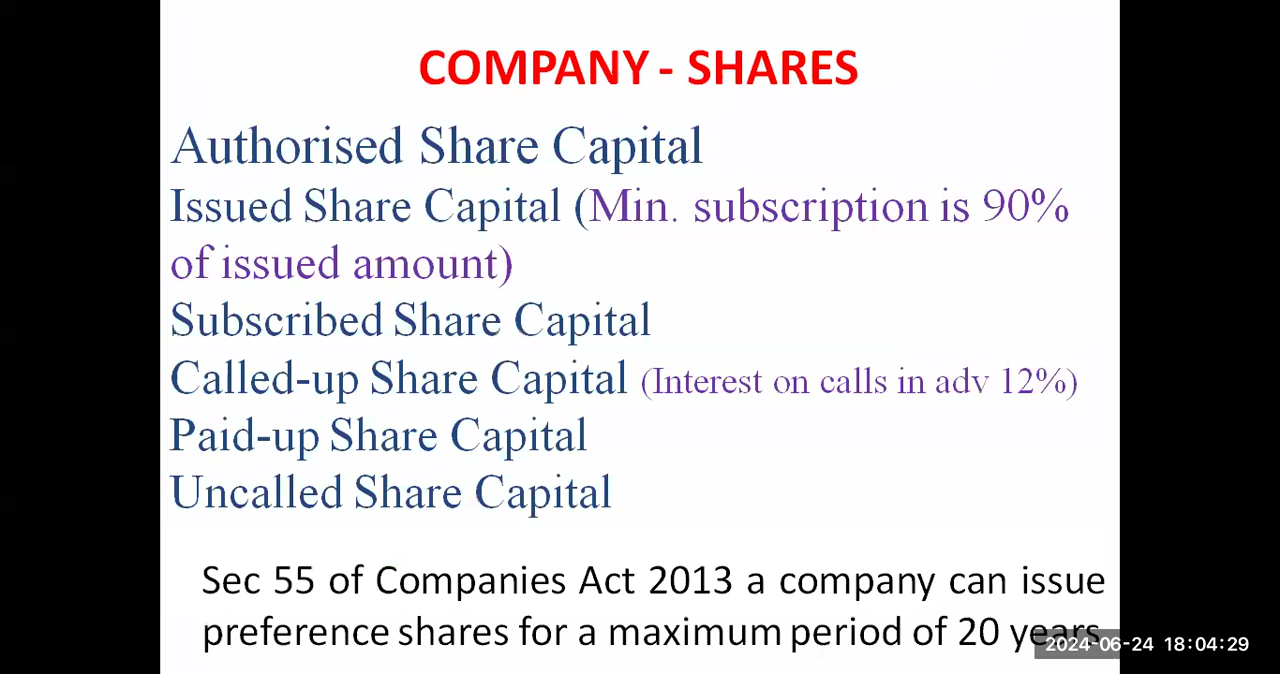 COMPANY - SHARES
Authorised Share Capital
Issued Share Capital (Min. subscription is 90%
of issued amount)
Subscribed Share Capital
Called-up Share Capital (Interest on calls in adv 12%)
Paid-up Share Capital
Uncalled Share Capital
Sec 55 of Companies Act 2013 a company can issue
preference shares for a maximum period of 20 years
2024-06-24 18:04:29